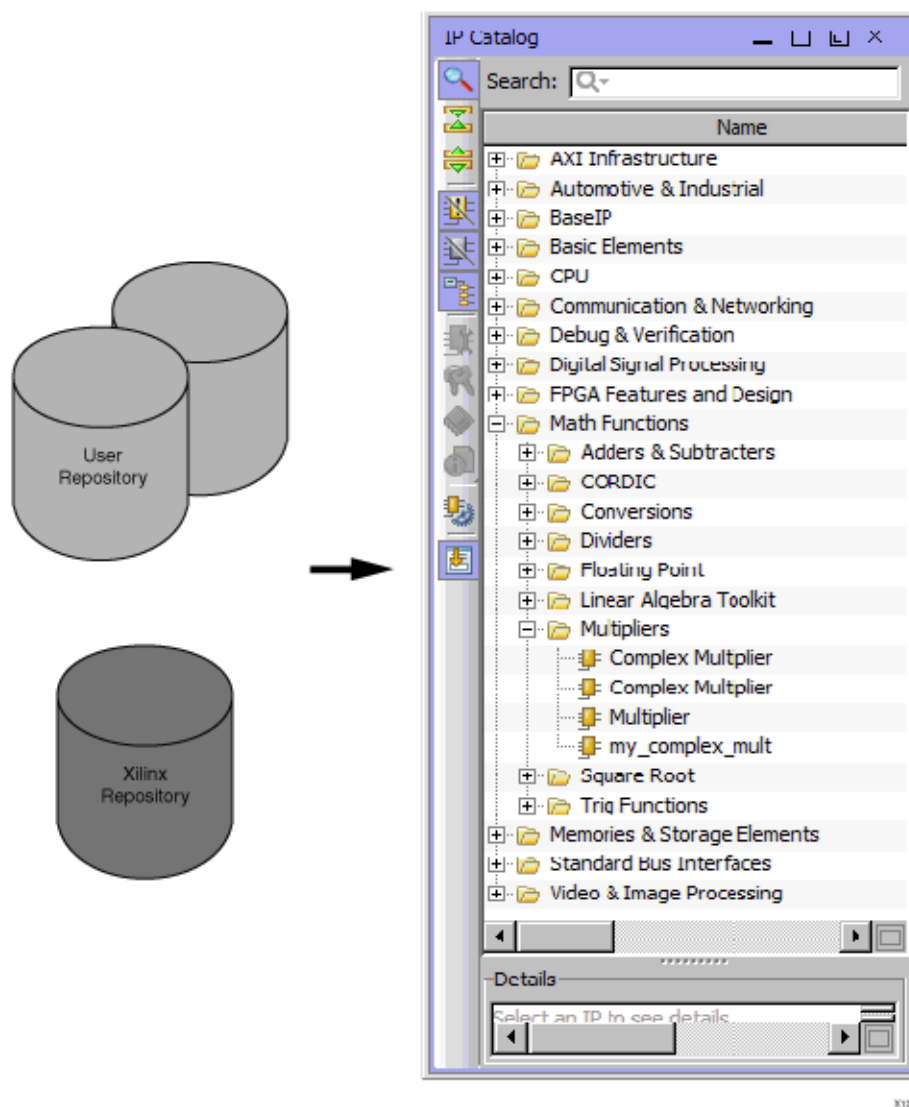 IP Catalog
Search:
Name
AXI Infrastructure
Automotive & Industrial
BaseIP
Basic Elements
CPU
Communication & Networking
Debug & Verification
Digital Signal Processing
FPGA Features and Design
Math Functions
Adders & Subtracters
CORDIC
Conversions
Dividers
Floating Point
Linear Algebra Toolkit
Multipliers
Complex Multplier
Complex Multplier
Multiplier
my_complex_mult
Square Root
Trig Functions
Memories & Storage Elements
Standard Bus Interfaces
Video & Image Processing
Details
Select an IP to see details
User
Repository
Xilinx
Repository